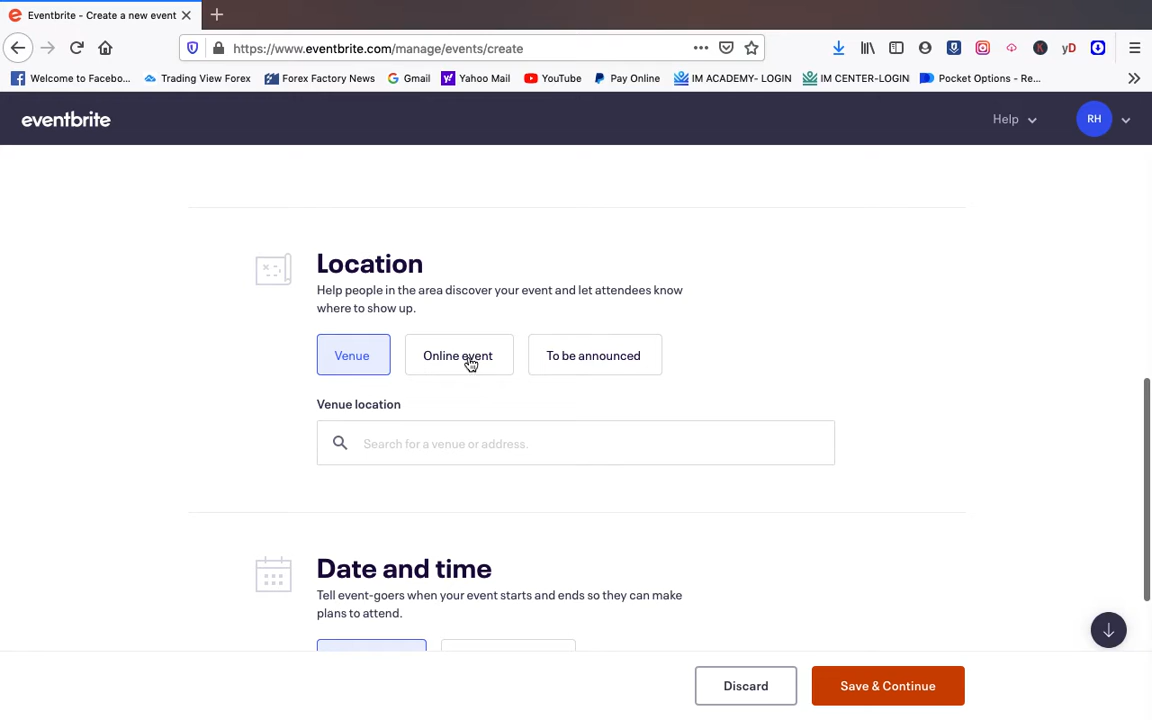 Eventbrite - Create a new event
https://www.eventbrite.com/manage/events/create
Welcome to Facebo... Trading View Forex Forex Factory News Gmail Yahoo Mail YouTube Pay Online IM ACADEMY- LOGIN IM CENTER-LOGIN Pocket Options - Re...
eventbrite Help RH
Location
Help people in the area discover your event and let attendees know
where to show up.
Venue Online event To be announced
Venue location
Search for a venue or address.
Date and time
Tell event-goers when your event starts and ends so they can make
plans to attend.
Discard Save & Continue